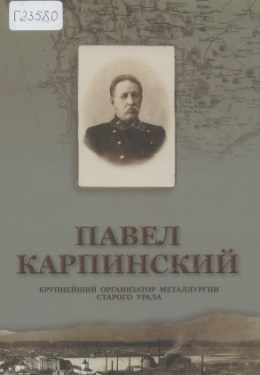 Г23580
ПАВЕЛ
КАРПИНСКИЙ
КРУПНЕЙШИЙ ОРГАНИЗАТОР МЕТАЛЛУРГИИ
СТАРОГО УРАЛА